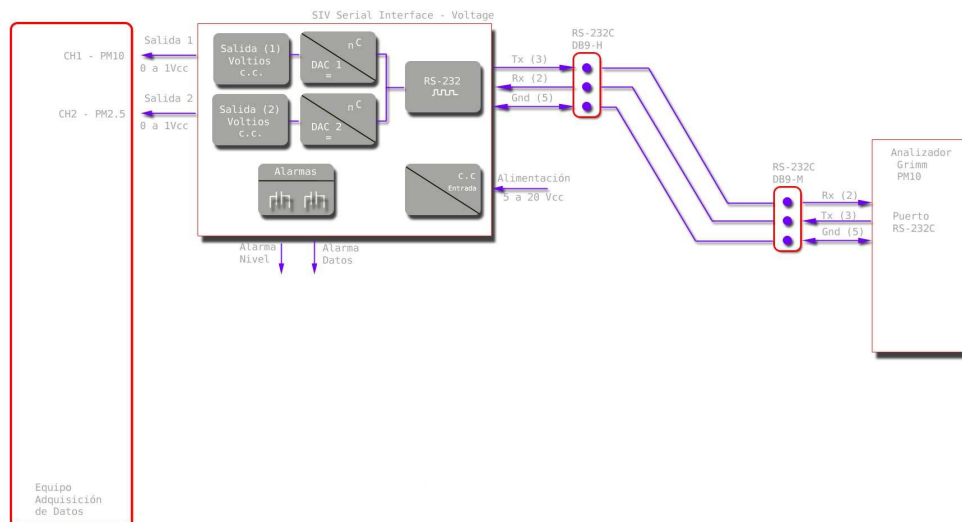 SIV Serial Interface - Voltage
CH1 - PM10
Salida 1
0 a 1Vcc
CH2 - PM2.5
Salida 2
0 a 1Vcc
Salida (1)
Voltios
c.c.
nC
DAC 1
=
Salida (2)
Voltios
c.c.
nC
DAC 2
=
RS-232
Alarmas
c.c
Entrada
Alimentación
5 a 20 Vcc
Alarma
Nivel
Alarma
Datos
Tx (3)
Rx (2)
Gnd (5)
RS-232C
DB9-H
RS-232C
DB9-M
Rx (2)
Tx (3)
Gnd (5)
Analizador
Grimm
PM10
Puerto
RS-232C
Equipo
Adquisición
de Datos